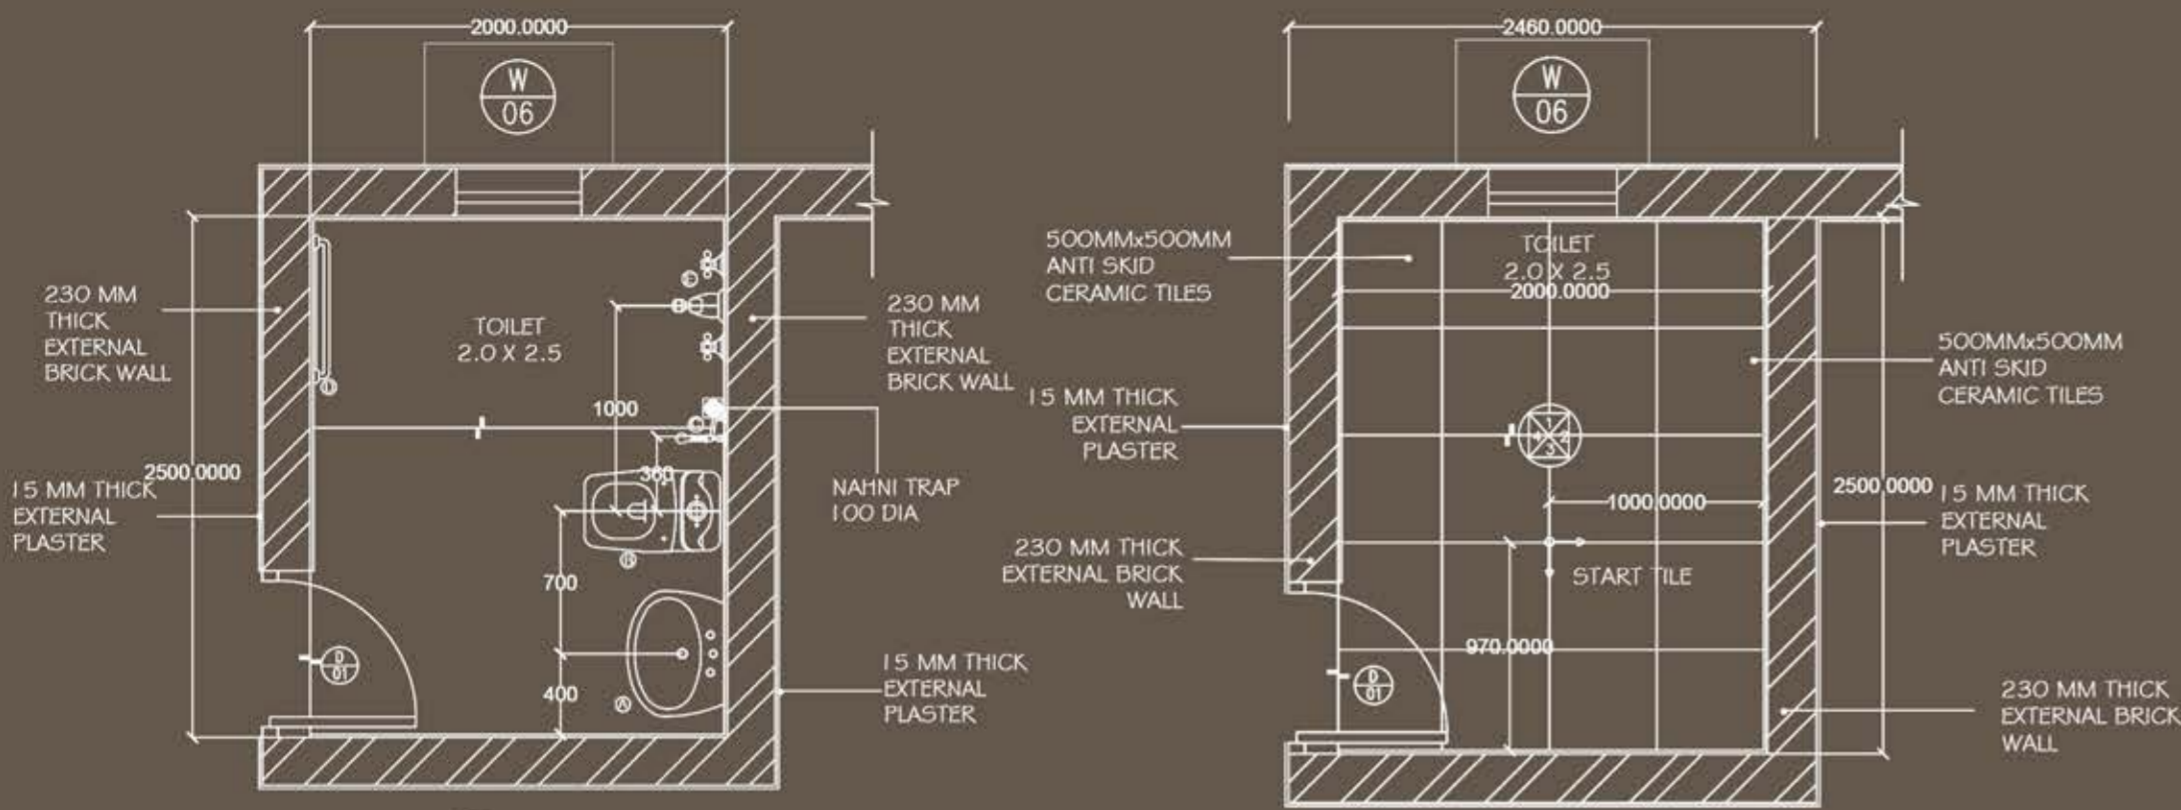 2000.0000
W
06
230 MM
THICK
EXTERNAL
BRICK WALL
TOILET
2.0 X 2.5
230 MM
THICK
EXTERNAL
BRICK WALL
D
1000
2500.0000
360
15 MM THICK
EXTERNAL
PLASTER
NAHNI TRAP
100 DIA
B
700
D
01
400
A
15 MM THICK
EXTERNAL
PLASTER
2460.0000
W
06
500MMx500MM
ANTI SKID
CERAMIC TILES
TOILET
2.0 X 2.5
2000.0000
500MMx500MM
ANTI SKID
CERAMIC TILES
15 MM THICK
EXTERNAL
PLASTER
1
4 2
3
1000.0000
2500.0000
15 MM THICK
EXTERNAL
PLASTER
230 MM THICK
EXTERNAL BRICK
WALL
START TILE
970.0000
D
01
230 MM THICK
EXTERNAL BRICK
WALL